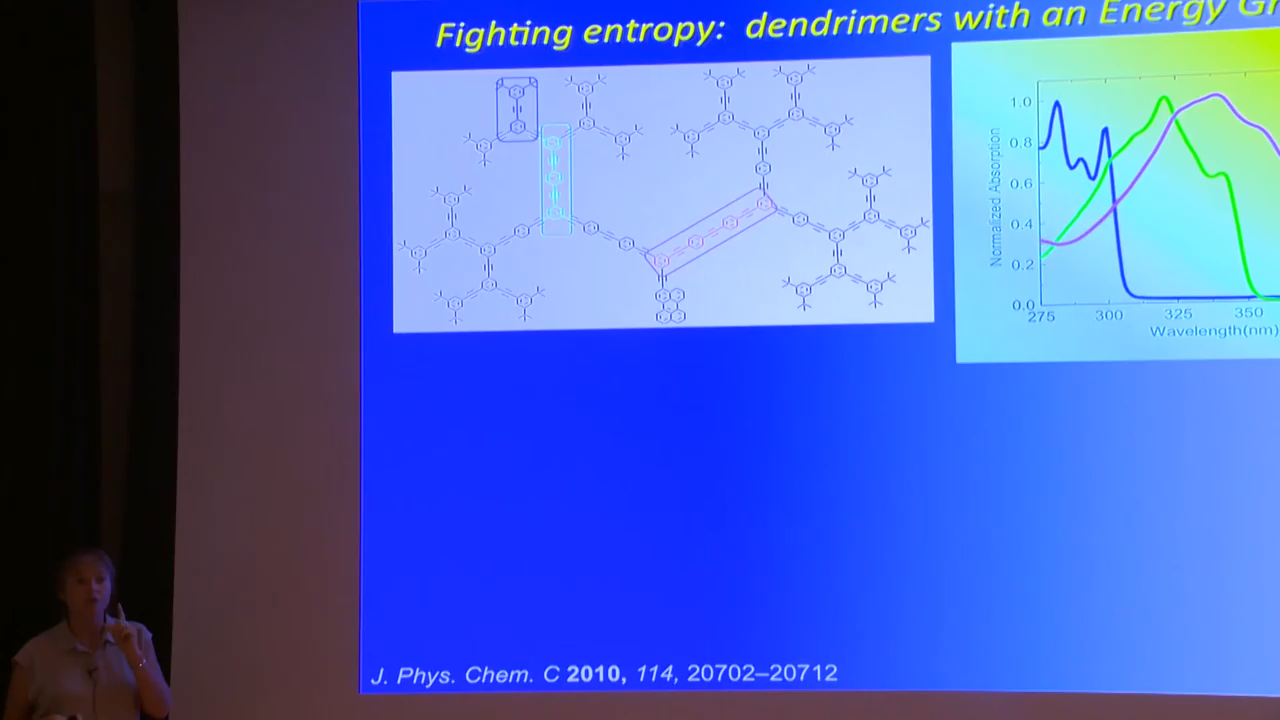 Fighting entropy: dendrimers with an Energy Gr
1.0
0.8
0.6
0.4
0.2
0.0
Normalized Absorption
275 300 325 350
Wavelength(nm)
J. Phys. Chem. C 2010, 114, 20702–20712